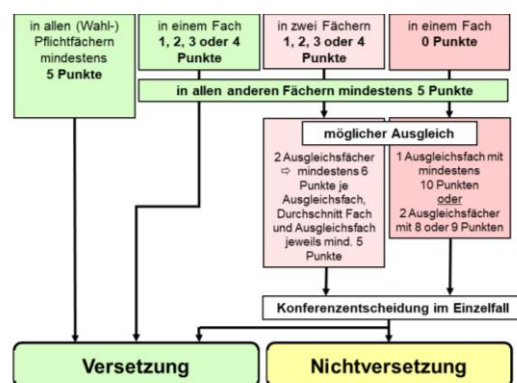 in allen (Wahl-)
Pflichtfächern
mindestens
5 Punkte
in einem Fach
1, 2, 3 oder 4
Punkte
in zwei Fächern
1, 2, 3 oder 4
Punkte
in einem Fach
0 Punkte
in allen anderen Fächern mindestens 5 Punkte
möglicher Ausgleich
2 Ausgleichsfächer
⇨ mindestens 6
Punkte je
Ausgleichsfach,
Durchschnitt Fach
und Ausgleichsfach
jeweils mind. 5
Punkte
1 Ausgleichsfach mit
mindestens
10 Punkten
oder
2 Ausgleichsfächer
mit 8 oder 9 Punkten
Konferenzentscheidung im Einzelfall
Versetzung
Nichtversetzung